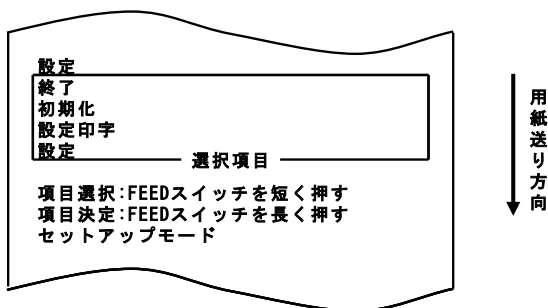 設定
終了
初期化
設定印字
設定
選択項目
項目選択:FEEDスイッチを短く押す
項目決定:FEEDスイッチを長く押す
セットアップモード
用紙送り方向